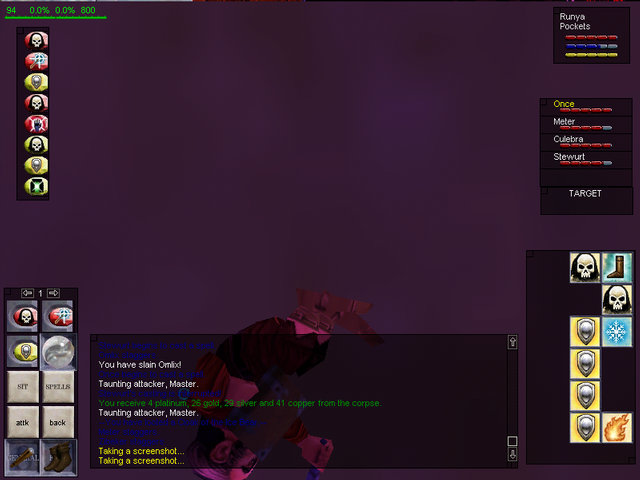 94 0.0% 0.0% 800
Runya
Pockets
Once
Meter
Culebra
Stewurt
TARGET
1
SIT SPELLS
attk back
You have slain Omlix!
Taunting attacker, Master.
You receive 4 platinum, 26 gold, 29 silver and 41 copper from the corpse.
Taunting attacker, Master.
Taking a screenshot...
Taking a screenshot...